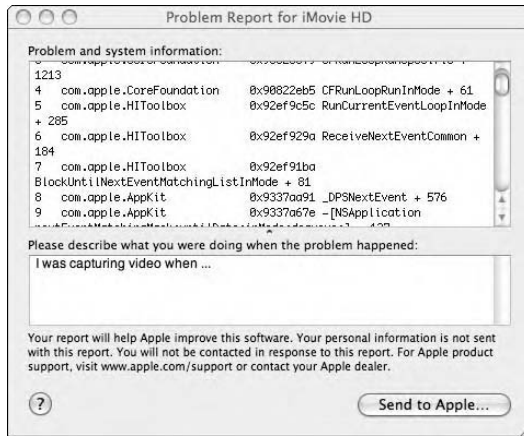 Problem Report for iMovie HD
Problem and system information:
1213
4 com.apple.CoreFoundation 0x90822eb5 CFRunLoopRunInMode + 61
5 com.apple.HIToolbox 0x92ef9c5c RunCurrentEventLoopInMode
+ 285
6 com.apple.HIToolbox 0x92ef929a ReceiveNextEventCommon +
184
7 com.apple.HIToolbox 0x92ef91ba
BlockUntilNextEventMatchingListInMode + 81
8 com.apple.AppKit 0x9337aa91 _DPSNextEvent + 576
9 com.apple.AppKit 0x9337a67e -[NSApplication
Please describe what you were doing when the problem happened:
I was capturing video when ...
Your report will help Apple improve this software. Your personal information is not sent
with this report. You will not be contacted in response to this report. For Apple product
support, visit www.apple.com/support or contact your Apple dealer.
? Send to Apple...